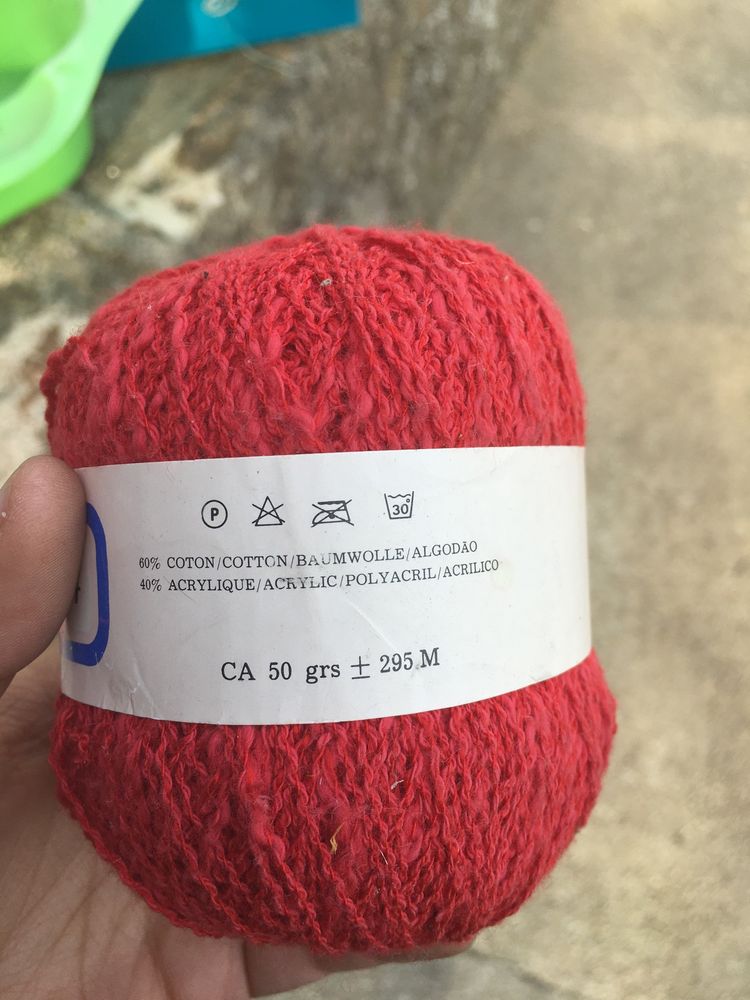 P 30°
60% COTON/COTTON/BAUMWOLLE/ALGODÃO
40% ACRYLIQUE/ACRYLIC/POLYACRIL/ACRILICO
CA 50 grs ± 295 M